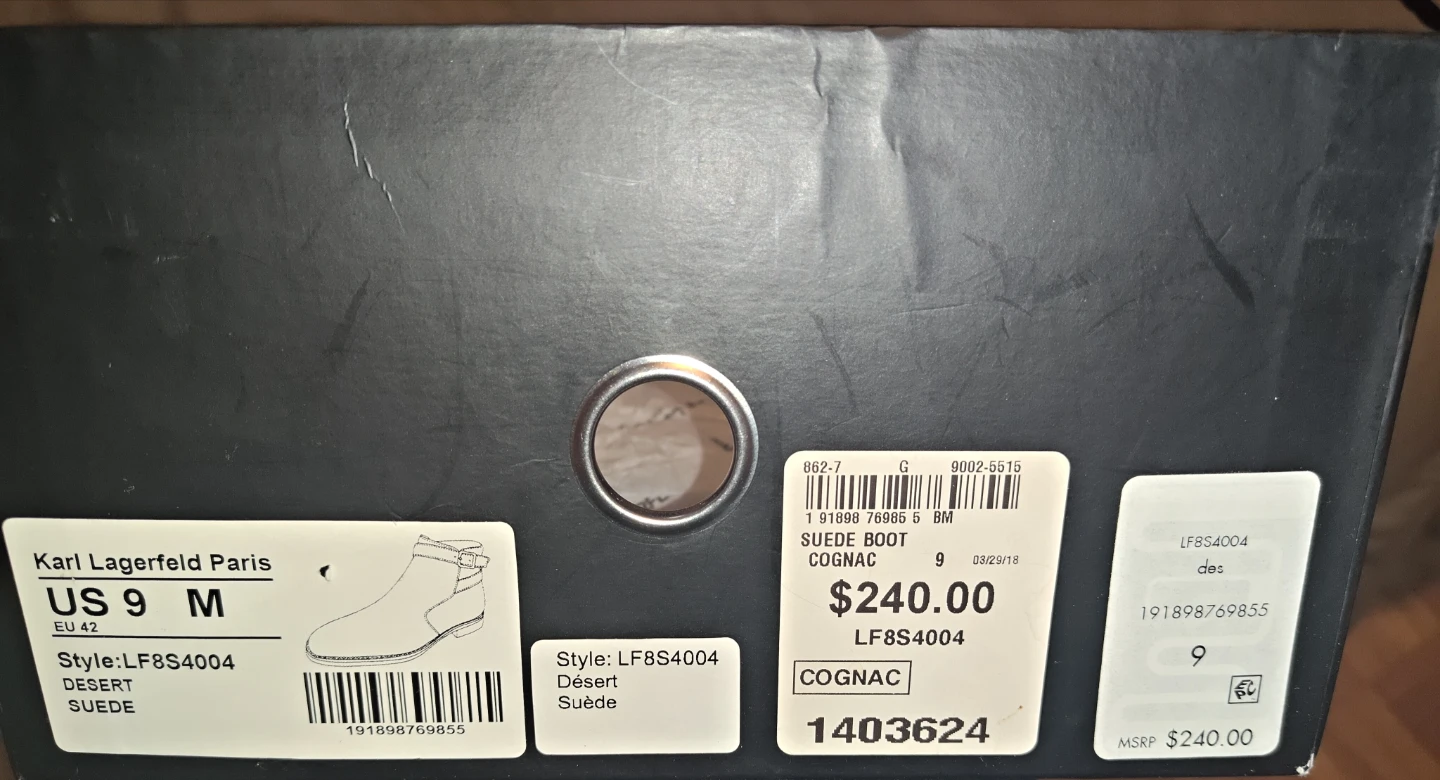 Karl Lagerfeld Paris
US 9 M
EU 42
Style:LF8S4004
DESERT
SUEDE
191898769855
Style: LF8S4004
Désert
Suède
862-7 G 9002-5515
1 91898 76985 5 BM
SUEDE BOOT
COGNAC 9 03/29/18
$240.00
LF8S4004
COGNAC
1403624
LF8S4004
des
191898769855
9
MSRP $240.00